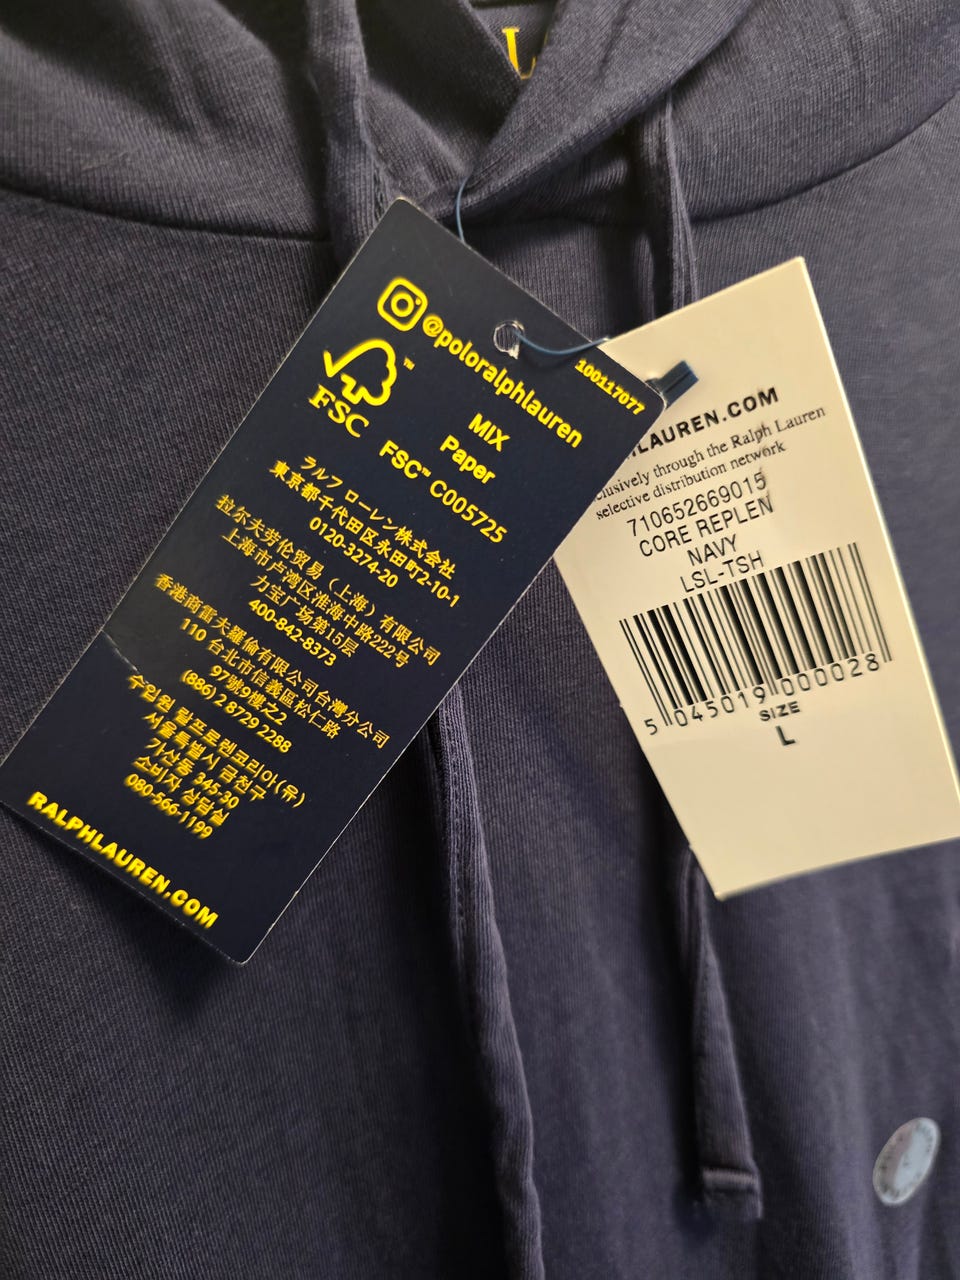 L
@poloralphlauren
100117077
FSC
MIX
Paper
FSC™ C005725
ラルフ ローレン株式会社
東京都千代田区永田町2-10-1
0120-3274-20
拉尔夫劳伦贸易（上海）有限公司
上海市卢湾区淮海中路222号
力宝广场第15层
400-842-8373
香港商雷夫羅倫有限公司台灣分公司
110 台北市信義區松仁路
97號9樓之2
(886) 2 8729 2288
수입원 랄프로렌코리아(유)
서울특별시 금천구
가산동 345-30
소비자 상담실
080-566-1199
RALPHLAUREN.COM
LAUREN.COM
clusively through the Ralph Lauren
selective distribution network
710652669015
CORE REPLEN
NAVY
LSL-TSH
5 045019 000028
SIZE
L